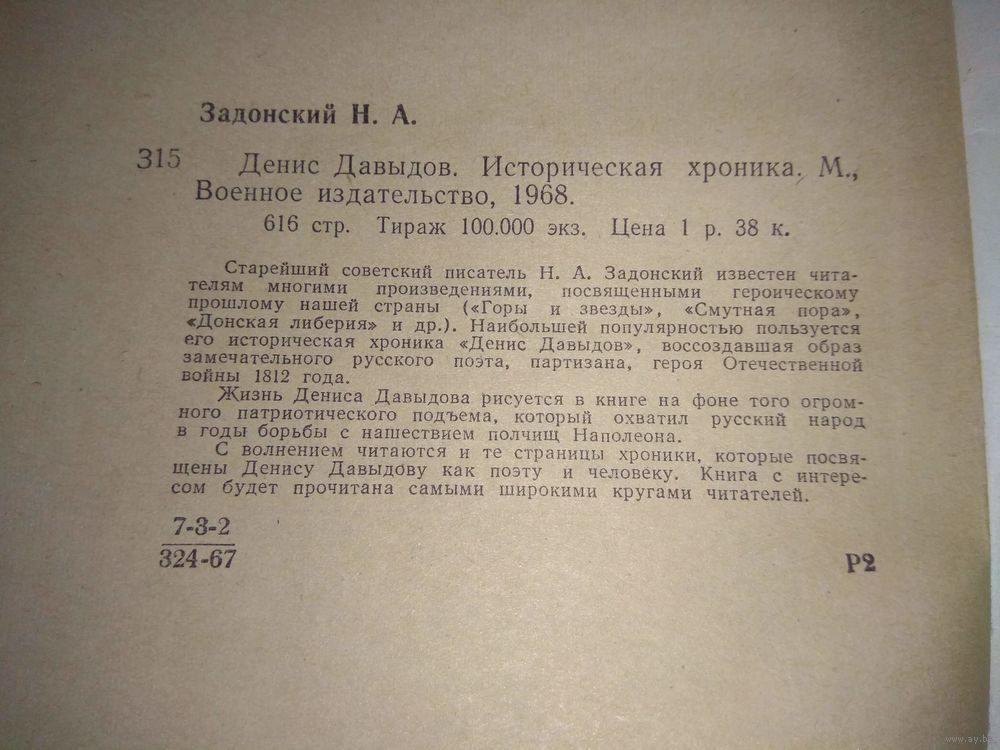 Задонский Н. А.
З15 Денис Давыдов. Историческая хроника. М.,
Военное издательство, 1968.
616 стр. Тираж 100.000 экз. Цена 1 р. 38 к.
Старейший советский писатель Н. А. Задонский известен чита-
телям многими произведениями, посвященными героическому
прошлому нашей страны («Горы и звезды», «Смутная пора»,
«Донская либерия» и др.). Наибольшей популярностью пользуется
его историческая хроника «Денис Давыдов», воссоздавшая образ
замечательного русского поэта, партизана, героя Отечественной
войны 1812 года.
Жизнь Дениса Давыдова рисуется в книге на фоне того огром-
ного патриотического подъема, который охватил русский народ
в годы борьбы с нашествием полчищ Наполеона.
С волнением читаются и те страницы хроники, которые посвя-
щены Денису Давыдову как поэту и человеку. Книга с интере-
сом будет прочитана самыми широкими кругами читателей.
7-3-2
324-67
Р2